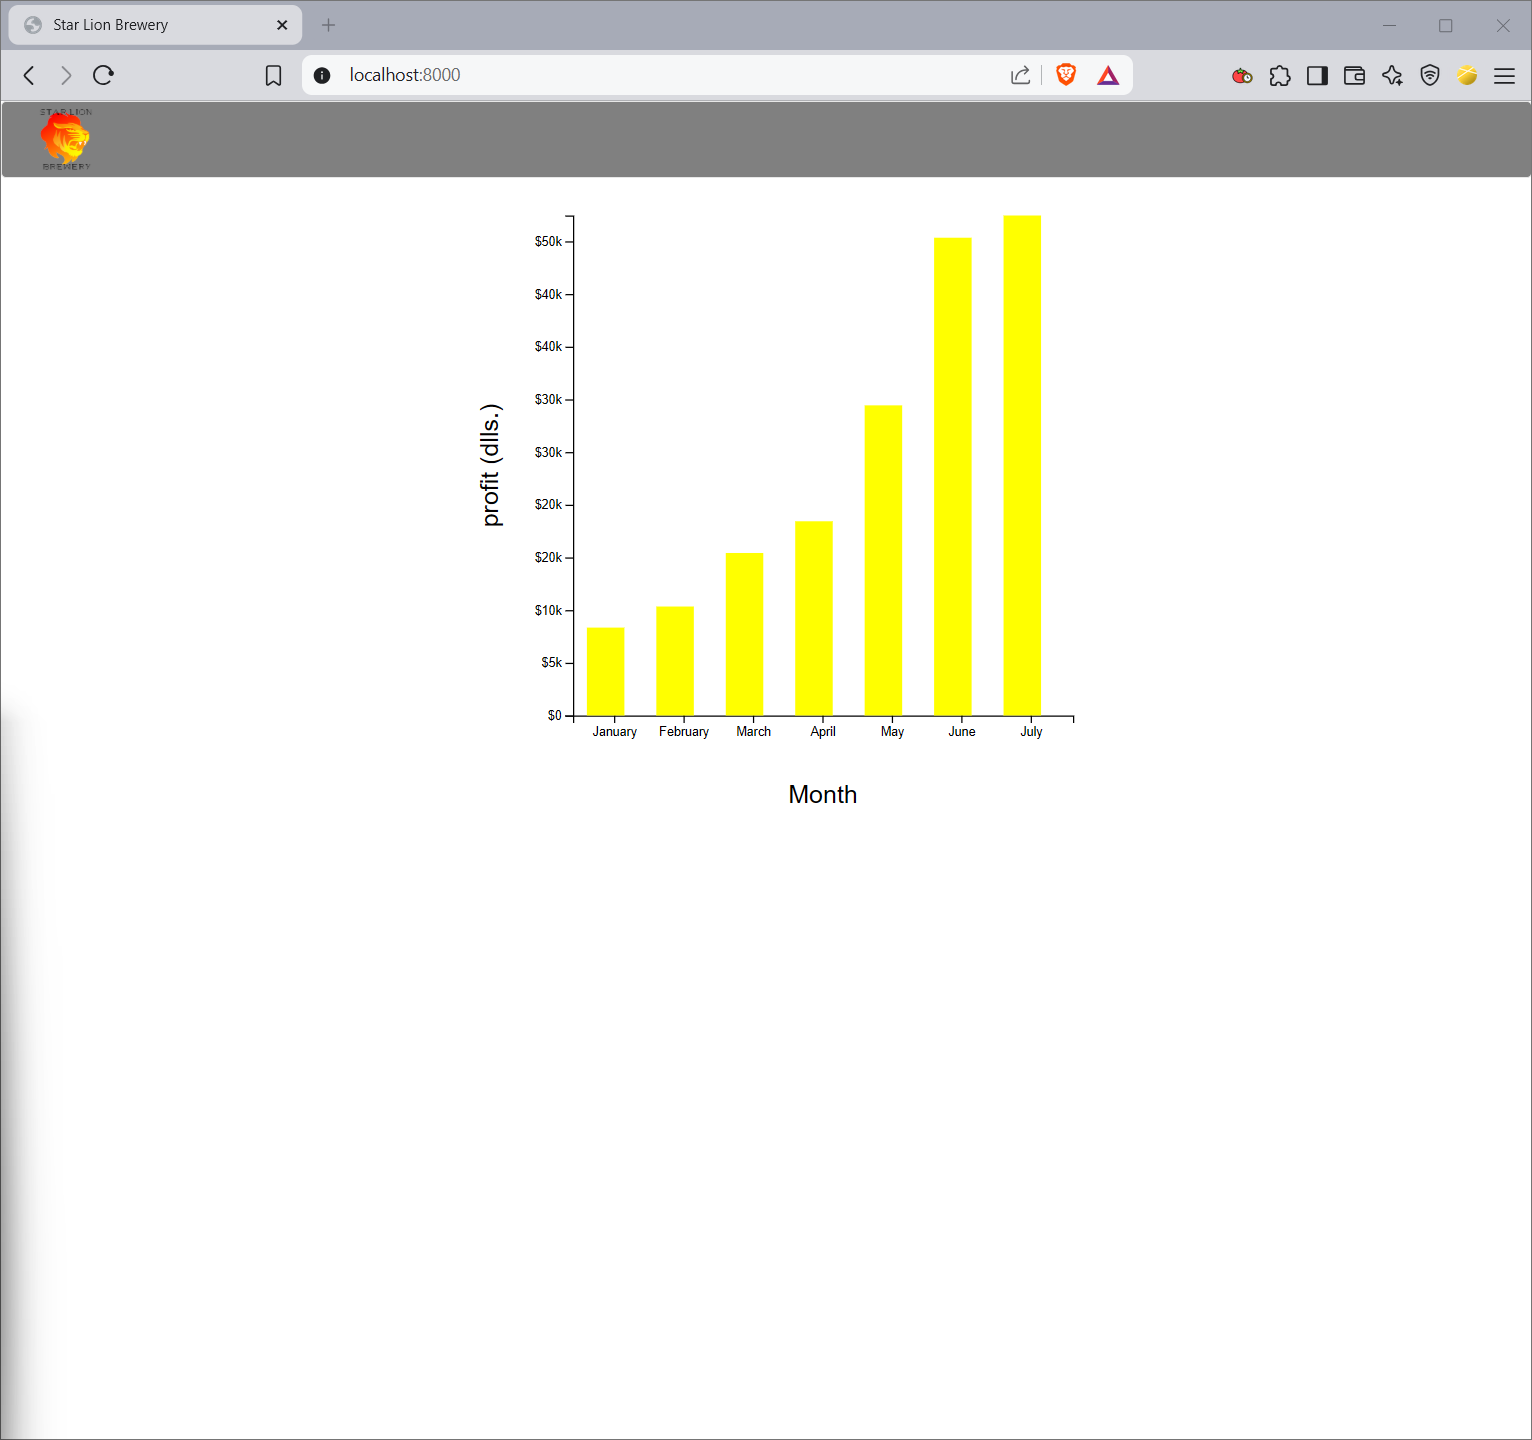 Star Lion Brewery
localhost:8000
STAR LION
BREWERY
$50k
$40k
$40k
$30k
$30k
$20k
$20k
$10k
$5k
$0
profit (dlls.)
January February March April May June July
Month